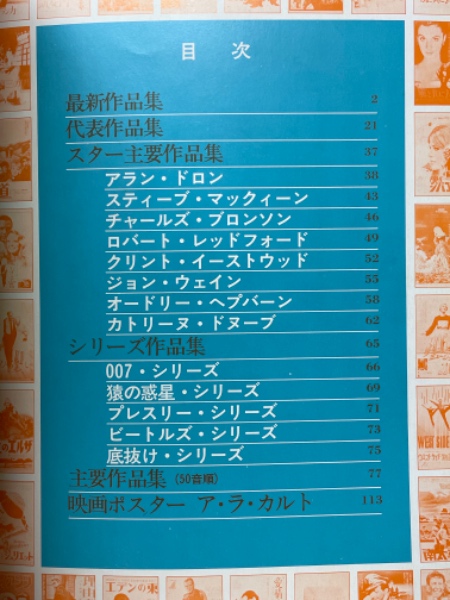 目 次
最新作品集 2
代表作品集 21
スター主要作品集 37
アラン・ドロン 38
スティーブ・マックィーン 43
チャールズ・ブロンソン 46
ロバート・レッドフォード 49
クリント・イーストウッド 52
ジョン・ウェイン 55
オードリー・ヘプバーン 58
カトリーヌ・ドヌーブ 62
シリーズ作品集 65
007・シリーズ 66
猿の惑星・シリーズ 69
プレスリー・シリーズ 71
ビートルズ・シリーズ 73
底抜け・シリーズ 75
主要作品集(50音順) 77
映画ポスター ア・ラ・カルト 113
WEST SIDE
エデンの東